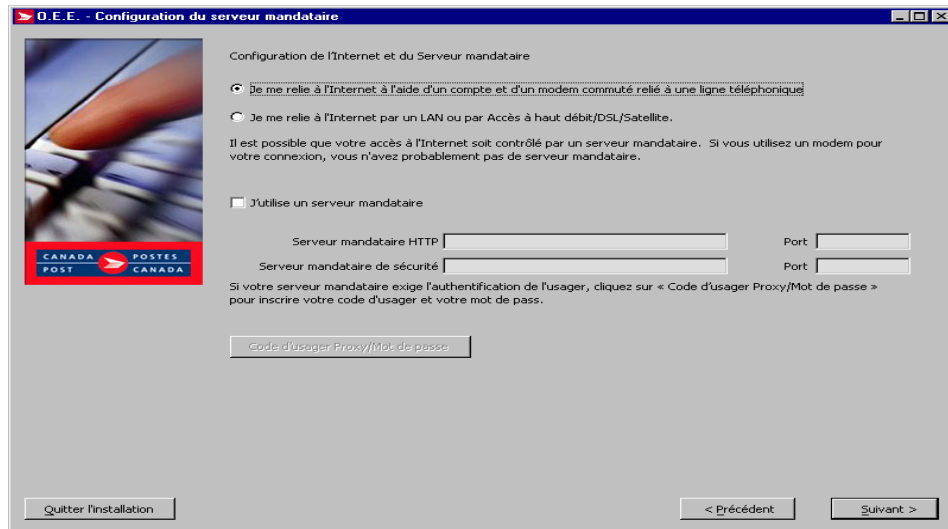 O.E.E. - Configuration du serveur mandataire
Configuration de l'Internet et du Serveur mandataire
Je me relie à l'Internet à l'aide d'un compte et d'un modem commuté relié à une ligne téléphonique
Je me relie à l'Internet par un LAN ou par Accès à haut débit/DSL/Satellite.
Il est possible que votre accès à l'Internet soit contrôlé par un serveur mandataire. Si vous utilisez un modem pour
votre connexion, vous n'avez probablement pas de serveur mandataire.
J'utilise un serveur mandataire
Serveur mandataire HTTP Port
Serveur mandataire de sécurité Port
Si votre serveur mandataire exige l'authentification de l'usager, cliquez sur « Code d'usager Proxy/Mot de passe »
pour inscrire votre code d'usager et votre mot de pass.
Code d'usager Proxy/Mot de passe
CANADA POSTES
POST CANADA
Quitter l'installation
< Précédent
Suivant >